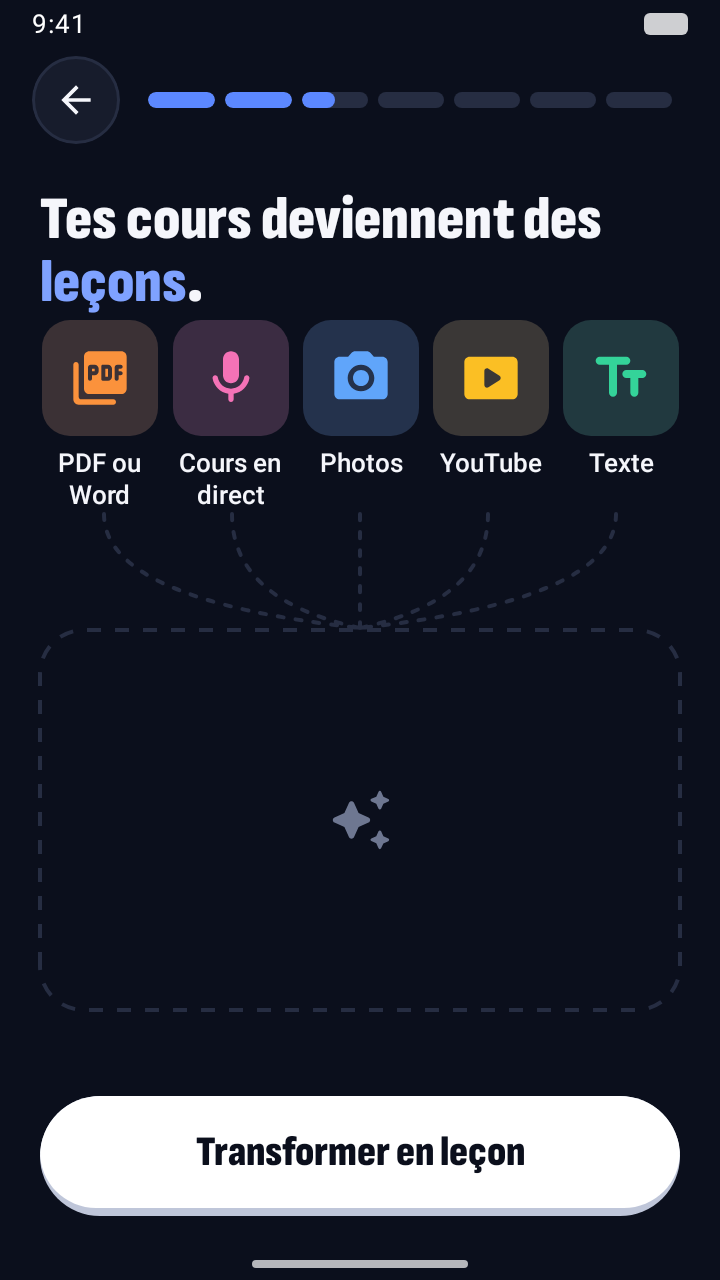 9:41
Tes cours deviennent des
leçons.
PDF
PDF ou
Word
Cours en
direct
Photos
YouTube
Tt
Texte
Transformer en leçon